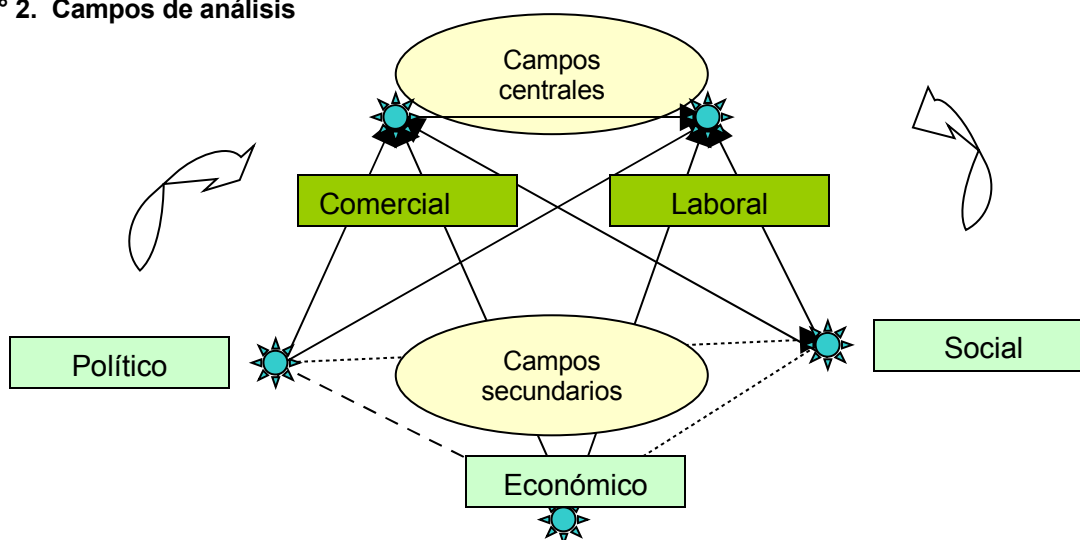 ° 2. Campos de análisis
Campos
centrales
Comercial
Laboral
Político
Campos
secundarios
Social
Económico